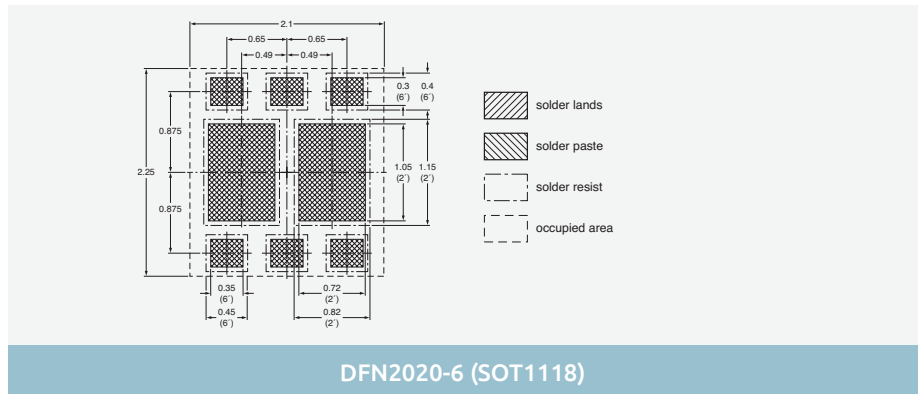 2.1
0.65 0.65
0.49 0.49
0.3 0.4
(6´) (6´)
0.875
1.05 1.15
(2´) (2´)
2.25
0.875
0.35 0.72
(6´) (2´)
0.45 0.82
(6´) (2´)
solder lands
solder paste
solder resist
occupied area
DFN2020-6 (SOT1118)